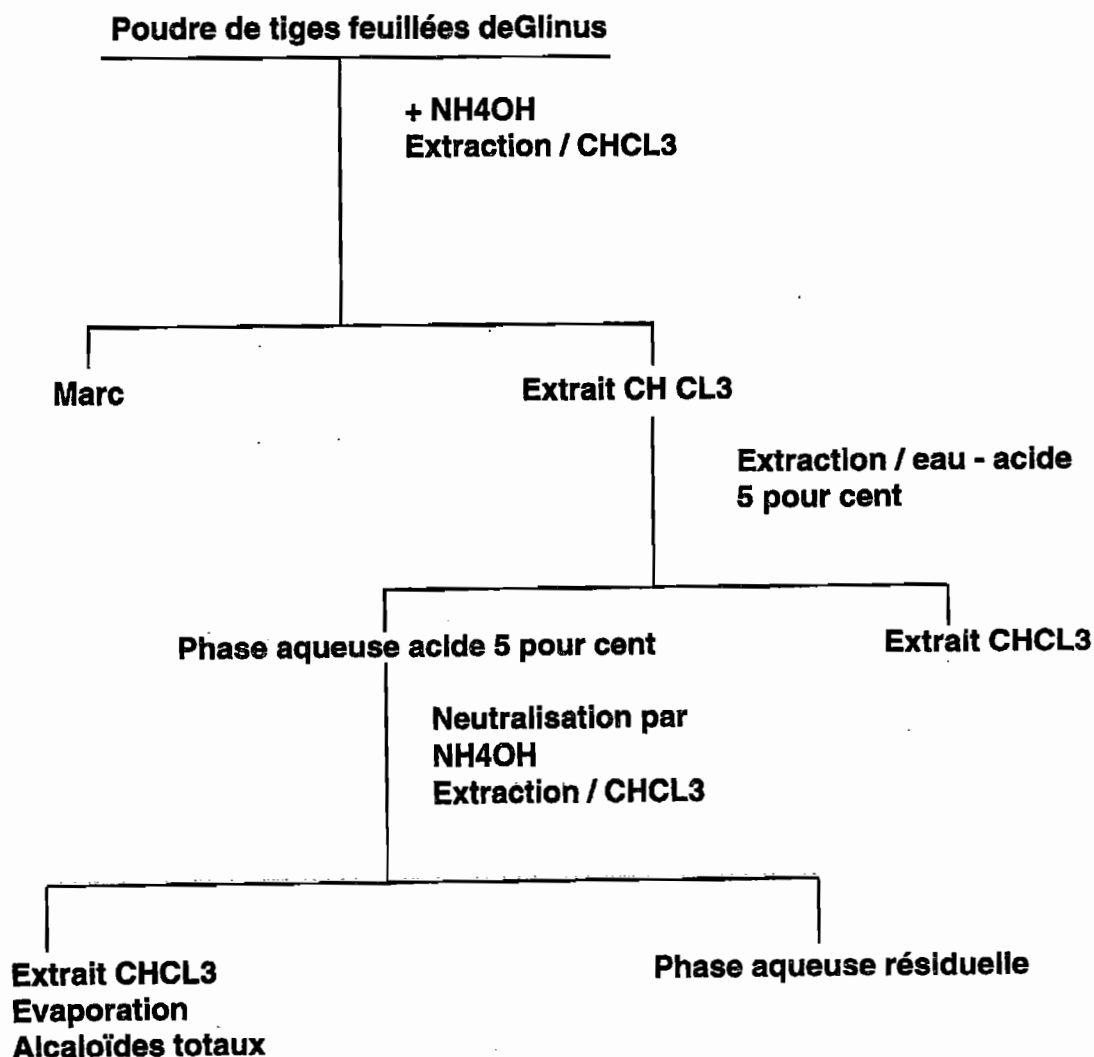 Poudre de tiges feuillées deGlinus
+ NH4OH
Extraction / CHCL3
Marc
Extrait CH CL3
Extraction / eau - acide
5 pour cent
Phase aqueuse acide 5 pour cent
Extrait CHCL3
Neutralisation par
NH4OH
Extraction / CHCL3
Extrait CHCL3
Evaporation
Alcaloïdes totaux
Phase aqueuse résiduelle